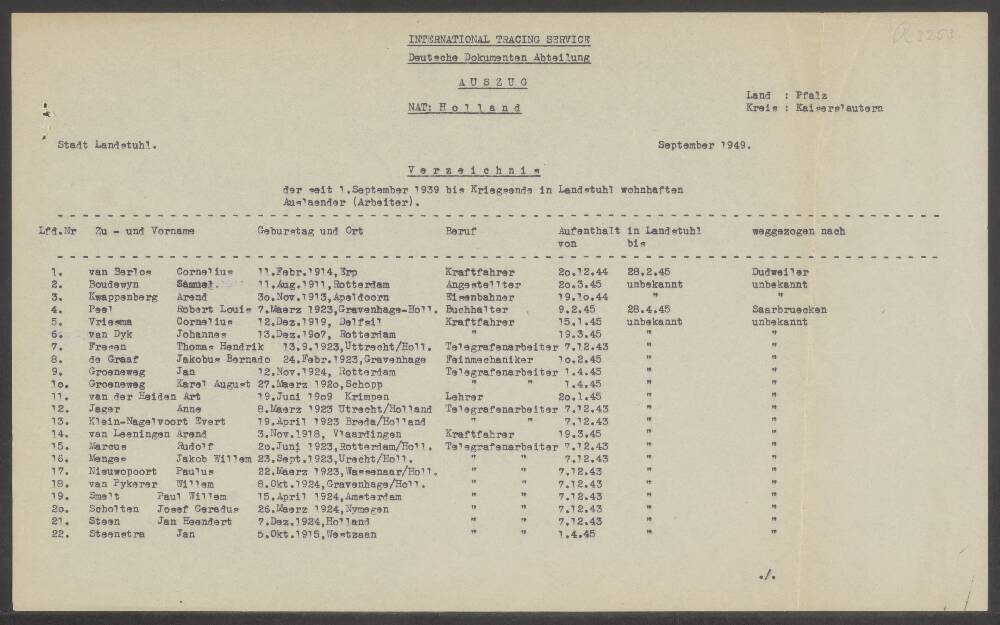 A 3253
INTERNATIONAL TRACING SERVICE
Deutsche Dokumenten Abteilung
AUSZUG
Land : Pfalz
NAT: Holland
Kreis : Kaiserslautern
Stadt Landstuhl.
September 1949.
Verzeichnis
der seit 1.September 1939 bis Kriegsende in Landstuhl wohnhaften
Auslaender (Arbeiter).
Lfd.Nr Zu - und Vorname Geburstag und Ort Beruf Aufenthalt in Landstuhl weggezogen nach
von bis
1. van Berlos Cornelius 11.Febr.1914,Erp Kraftfahrer 2o.12.44 28.2.45 Dudweiler
2. Boudewyn Samuel. 11.Aug.1911,Rotterdam Angestellter 2o.3.45 unbekannt unbekannt
3. Kwappenberg Arend 3o.Nov.1913,Apeldoorn Eisenbahner 19.1o.44 " "
4. Peel Robert Louis 7.Maerz 1923,Gravenhage-Holl. Buchhalter 9.2.45 28.4.45 Saarbruecken
5. Vriesma Cornelius 12.Dez.1919, Delfsil Kraftfahrer 15.1.45 unbekannt unbekannt
6. van Dyk Johannes 13.Dez.19o7, Rotterdam " 19.3.45 " "
7. Fresen Thomas Hendrik 13.9.1923,Uttrecht/Holl. Telegrafenarbeiter 7.12.43 " "
8. de Graaf Jakobus Bernado 24.Febr.1923,Gravenhage Feinmechaniker 1o.2.45 " "
9. Groeneweg Jan 12.Nov.1924, Rotterdam Telegrafenarbeiter 1.4.45 " "
1o. Groeneweg Karel August 27.Maerz 192o,Schopp " " 1.4.45 " "
11. van der Heiden Art 19.Juni 19o9 Krimpen Lehrer 2o.1.45 " "
12. Jager Anne 8.Maerz 1923 Utrecht/Holland Telegrafenarbeiter 7.12.43 " "
13. Klein-Nagelvoort Evert 19.April 1923 Breda/Holland " " 7.12.43 " "
14. van Leeningen Arend 3.Nov.1918, Vlaardingen Kraftfahrer 19.3.45 " "
15. Marcus Rudolf 2o.Juni 1923,Rotterdam/Holl. Telegrafenarbeiter 7.12.43 " "
16. Menges Jakob Willem 23.Sept.1923,Urecht/Holl. " " 7.12.43 " "
17. Nieuwopoort Paulus 22.Maerz 1923,Wassenaar/Holl. " " 7.12.43 " "
18. van Pykerer Willem 8.Okt.1924,Gravenhage/Holl. " " 7.12.43 " "
19. Smelt Paul Willem 15.April 1924,Amsterdam " " 7.12.43 " "
2o. Scholten Josef Geradus 26.Maerz 1924,Nymegen " " 7.12.43 " "
21. Steen Jan Heendert 7.Dez.1924,Holland " " 7.12.43 " "
22. Steenstra Jan 5.Okt.1915,Westzaan " " 1.4.45 " "
./.